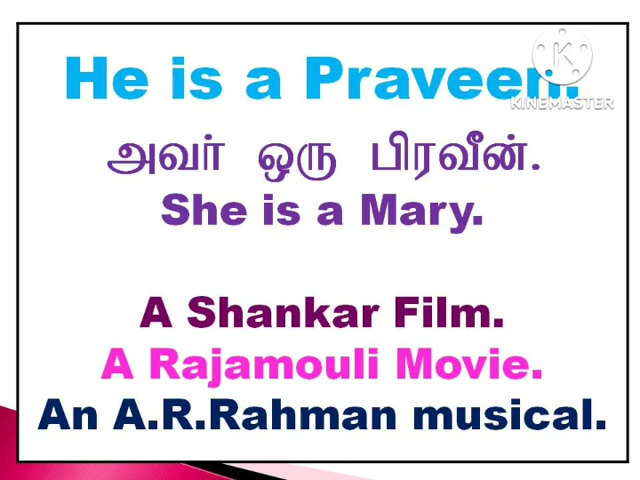 He is a Praveen.
KINEMASTER
அவர் ஒரு பிரவீன்.
She is a Mary.
A Shankar Film.
A Rajamouli Movie.
An A.R.Rahman musical.